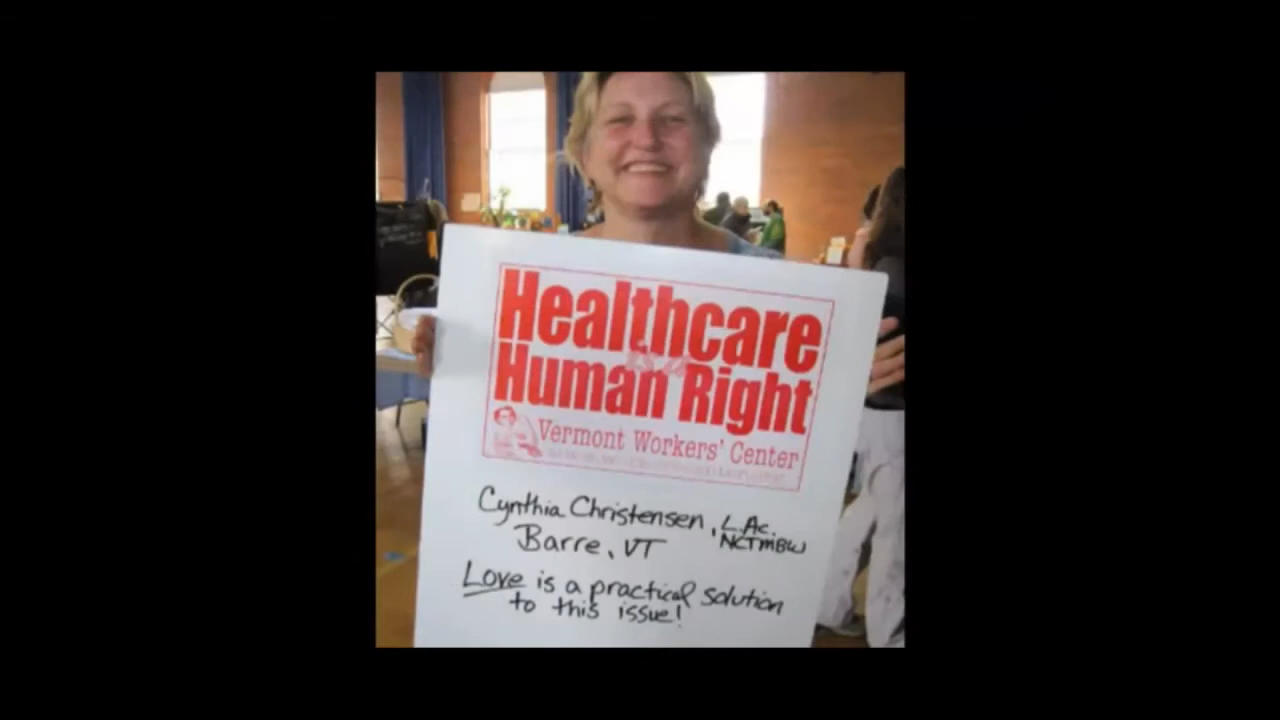 Healthcare
is a
Human Right
Vermont Workers' Center
Cynthia Christensen, L.Ac.
NCTMBW
Barre, VT
Love is a practical solution
to this issue!